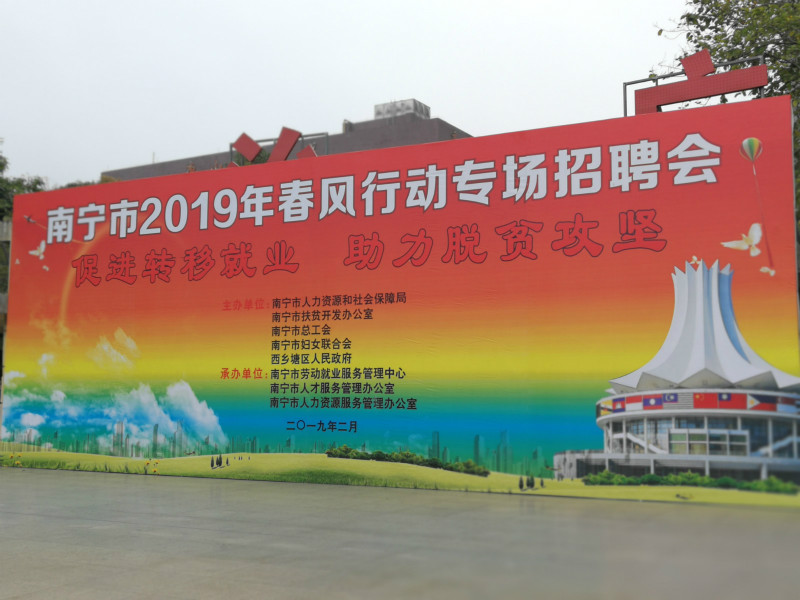 南宁市2019年春风行动专场招聘会
促进转移就业 助力脱贫攻坚
主办单位：南宁市人力资源和社会保障局
南宁市扶贫开发办公室
南宁市总工会
南宁市妇女联合会
西乡塘区人民政府
承办单位：南宁市劳动就业服务管理中心
南宁市人才服务管理办公室
南宁市人力资源服务管理办公室
二〇一九年二月